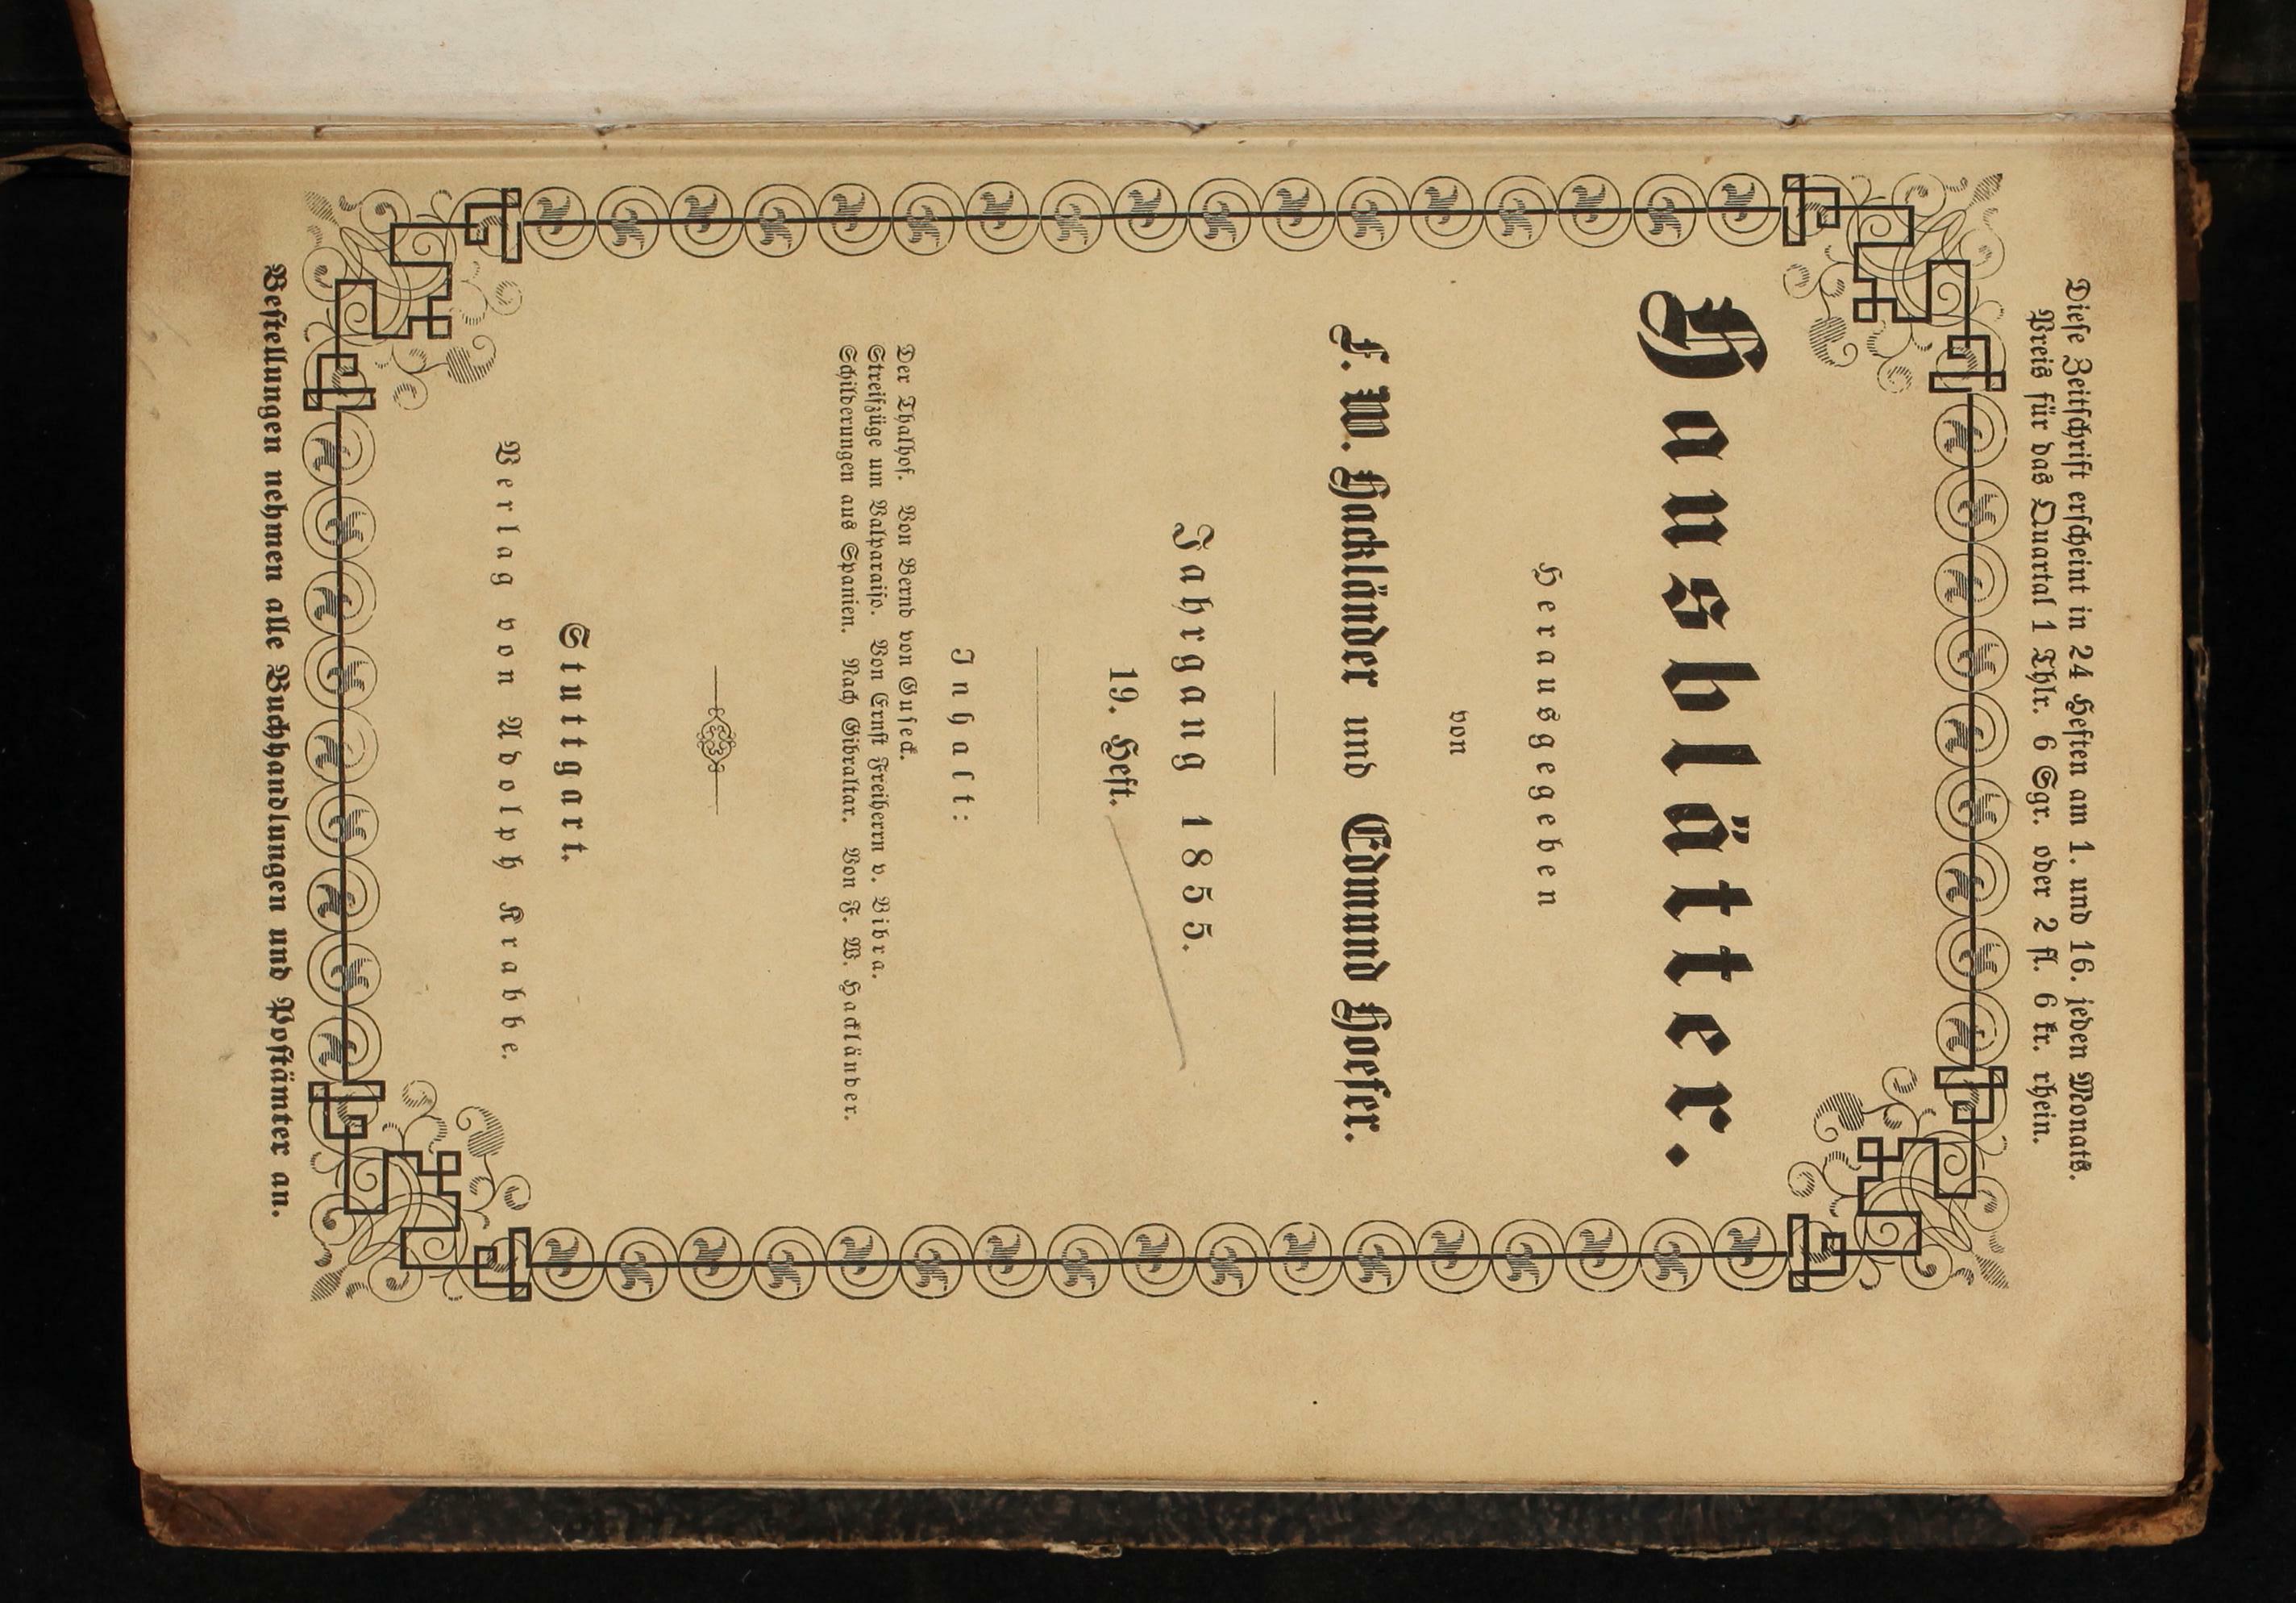 Dieſe Zeitſchrift erſcheint in 24 Heften am 1. und 16. jeden Monats.
Preis für das Quartal 1 Thlr. 6 Sgr. oder 2 fl. 6 kr. rhein.
Hausblätter.
Herausgegeben
von
F. W. Hackländer und Edmund Hoefer.
Jahrgang 1855.
19. Heft.
Inhalt:
Der Thalhof. Von Bernd von Guſeck.
Streifzüge um Valparaiſo. Von Ernſt Freiherrn v. Bibra.
Schilderungen aus Spanien. Nach Gibraltar. Von F. W. Hackländer.
Stuttgart.
Verlag von Adolph Krabbe.
Beſtellungen nehmen alle Buchhandlungen und Poſtämter an.